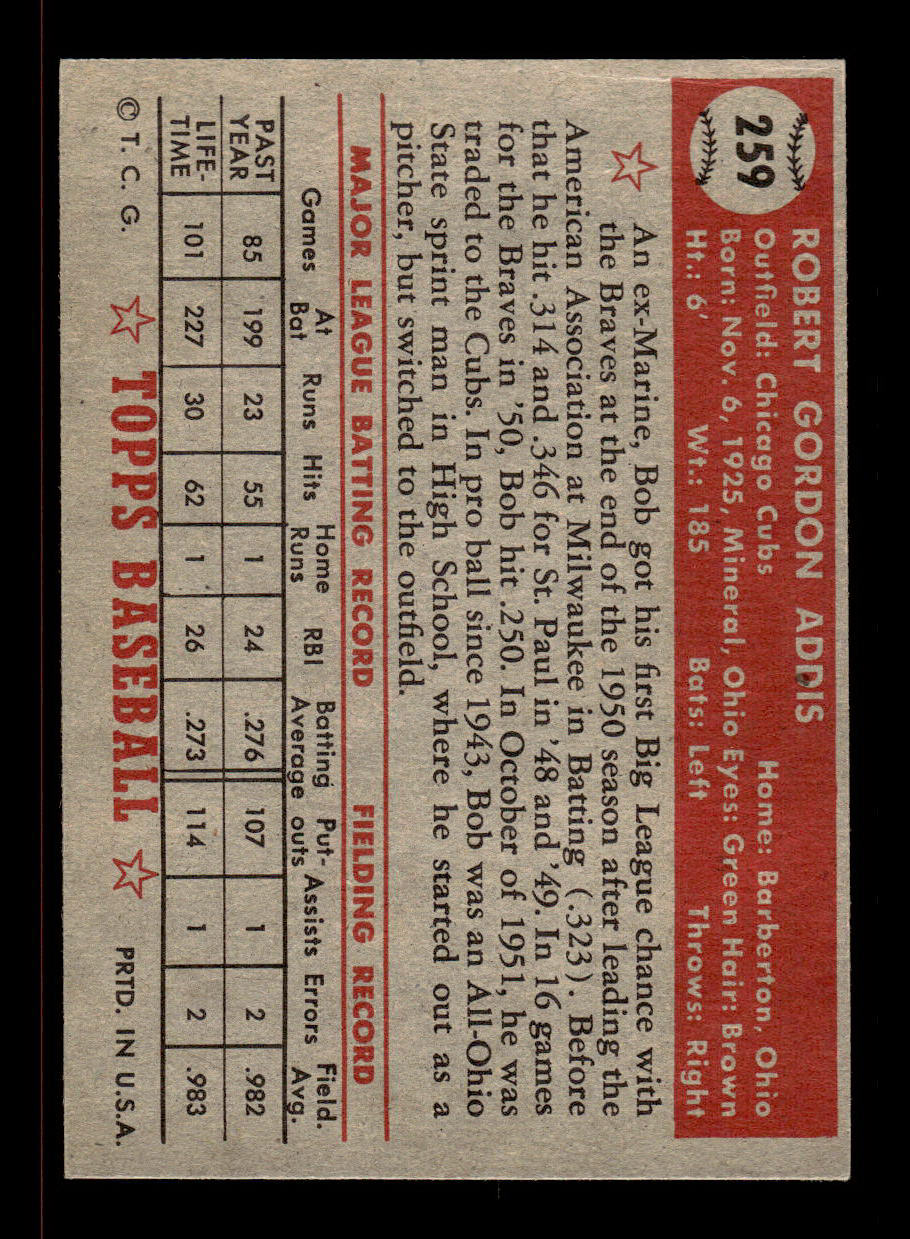 259
ROBERT GORDON ADDIS
Outfield: Chicago Cubs Home: Barberton, Ohio
Born: Nov. 6, 1925, Mineral, Ohio Eyes: Green Hair: Brown
Ht.: 6' Wt.: 185 Bats: Left Throws: Right
An ex-Marine, Bob got his first Big League chance with
the Braves at the end of the 1950 season after leading the
American Association at Milwaukee in Batting (.323). Before
that he hit .314 and .346 for St. Paul in '48 and '49. In 16 games
for the Braves in '50, Bob hit .250. In October of 1951, he was
traded to the Cubs. In pro ball since 1943, Bob was an All-Ohio
State sprint man in High School, where he started out as a
pitcher, but switched to the outfield.
MAJOR LEAGUE BATTING RECORD FIELDING RECORD
Games At Bat Runs Hits Home Runs RBI Batting Average Put-outs Assists Errors Field. Avg.
PAST YEAR 85 199 23 55 1 24 .276 107 1 2 .982
LIFE-TIME 101 227 30 62 1 26 .273 114 1 2 .983
© T. C. G. TOPPS BASEBALL PRTD. IN U.S.A.